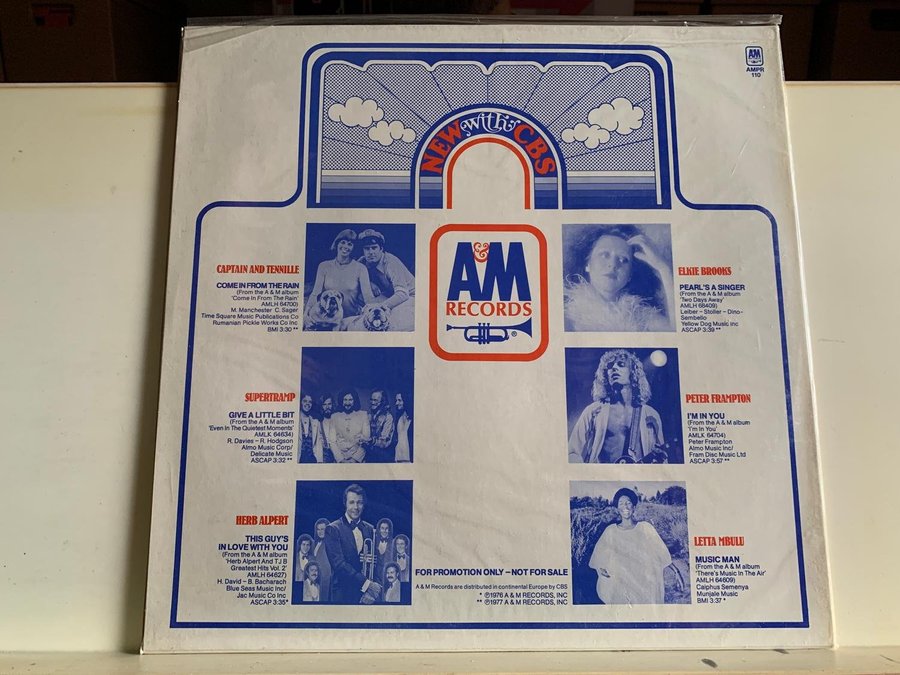 A&M
AMPR
110
NEW with CBS
A&M
RECORDS
®
CAPTAIN AND TENNILLE
COME IN FROM THE RAIN
(From the A & M album
'Come In From The Rain'
AMLH 64700)
M. Manchester C. Sager
Time Square Music Publications Co
Rumanian Pickle Works Co Inc
BMI 3:30 **
ELKIE BROOKS
PEARL'S A SINGER
(From the A & M album
'Two Days Away'
AMLH 68409)
Leiber – Stoller – Dino-
Sembello
Yellow Dog Music inc
ASCAP 3:39 **
SUPERTRAMP
GIVE A LITTLE BIT
(From the A & M album
'Even In The Quietest Moments'
AMLK 64634)
R. Davies – R. Hodgson
Almo Music Corp/
Delicate Music
ASCAP 3:32 **
PETER FRAMPTON
I'M IN YOU
(From the A & M album
'I'm In You'
AMLK 64704)
Peter Frampton
Almo Music Inc/
Fram Disc Music Ltd
ASCAP 3:57 **
HERB ALPERT
THIS GUY'S
IN LOVE WITH YOU
(From the A & M album
'Herb Alpert And TJ B
Greatest Hits Vol. 2'
AMLH 64627)
H. David – B. Bacharach
Blue Seas Music Inc/
Jac Music Co Inc
ASCAP 3:35*
LETTA MBULU
MUSIC MAN
(From the A & M album
'There's Music In The Air'
AMLH 64609)
Caiphus Semenya
Munjale Music
BMI 3:37 *
FOR PROMOTION ONLY – NOT FOR SALE
A & M Records are distributed in continental Europe by CBS
* ℗1976 A & M RECORDS, INC
** ℗1977 A & M RECORDS, INC